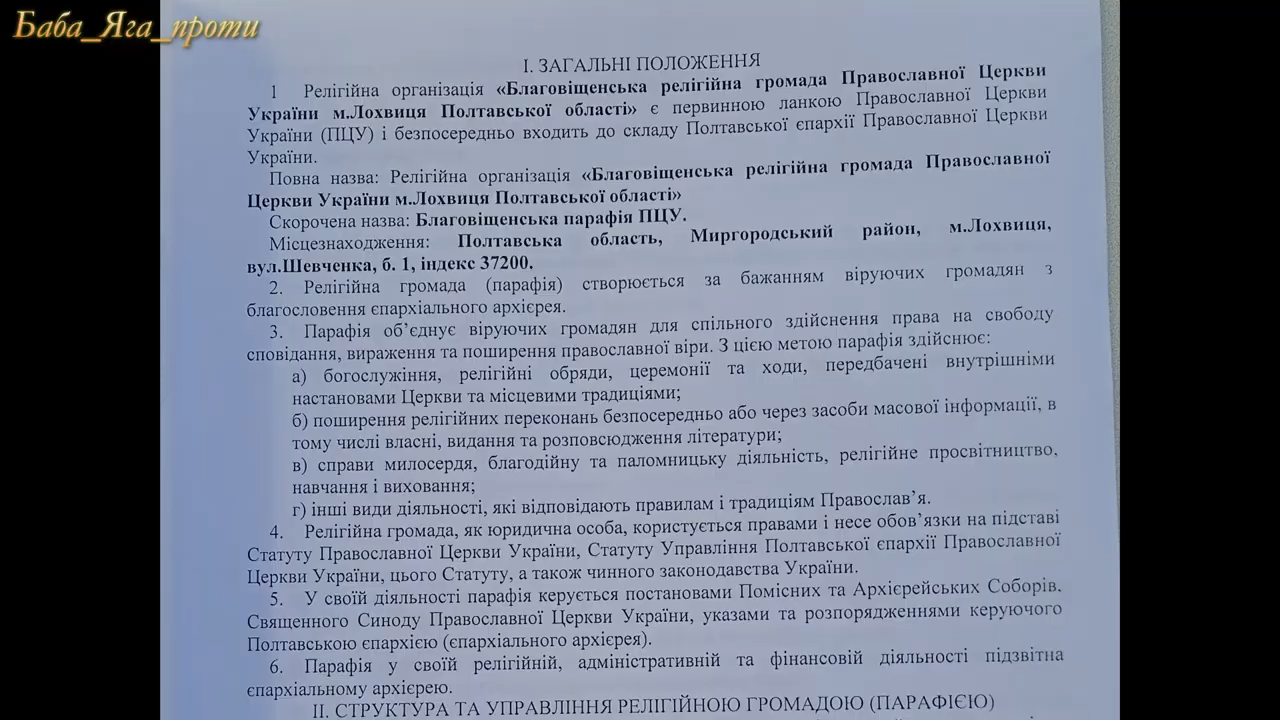 Баба_Яга_проти
І. ЗАГАЛЬНІ ПОЛОЖЕННЯ
1 Релігійна організація «Благовіщенська релігійна громада Православної Церкви
України м.Лохвиця Полтавської області» є первинною ланкою Православної Церкви
України (ПЦУ) і безпосередньо входить до складу Полтавської єпархії Православної Церкви
України.
Повна назва: Релігійна організація «Благовіщенська релігійна громада Православної
Церкви України м.Лохвиця Полтавської області»
Скорочена назва: Благовіщенська парафія ПЦУ.
Місцезнаходження: Полтавська область, Миргородський район, м.Лохвиця,
вул.Шевченка, б. 1, індекс 37200.
2. Релігійна громада (парафія) створюється за бажанням віруючих громадян з
благословення єпархіального архієрея.
3. Парафія об’єднує віруючих громадян для спільного здійснення права на свободу
сповідання, вираження та поширення православної віри. З цією метою парафія здійснює:
а) богослужіння, релігійні обряди, церемонії та ходи, передбачені внутрішніми
настановами Церкви та місцевими традиціями;
б) поширення релігійних переконань безпосередньо або через засоби масової інформації, в
тому числі власні, видання та розповсюдження літератури;
в) справи милосердя, благодійну та паломницьку діяльність, релігійне просвітництво,
навчання і виховання;
г) інші види діяльності, які відповідають правилам і традиціям Православ’я.
4. Релігійна громада, як юридична особа, користується правами і несе обов’язки на підставі
Статуту Православної Церкви України, Статуту Управління Полтавської єпархії Православної
Церкви України, цього Статуту, а також чинного законодавства України.
5. У своїй діяльності парафія керується постановами Помісних та Архієрейських Соборів,
Священного Синоду Православної Церкви України, указами та розпорядженнями керуючого
Полтавською єпархією (єпархіального архієрея).
6. Парафія у своїй релігійній, адміністративній та фінансовій діяльності підзвітна
єпархіальному архієрею.
ІІ. СТРУКТУРА ТА УПРАВЛІННЯ РЕЛІГІЙНОЮ ГРОМАДОЮ (ПАРАФІЄЮ)